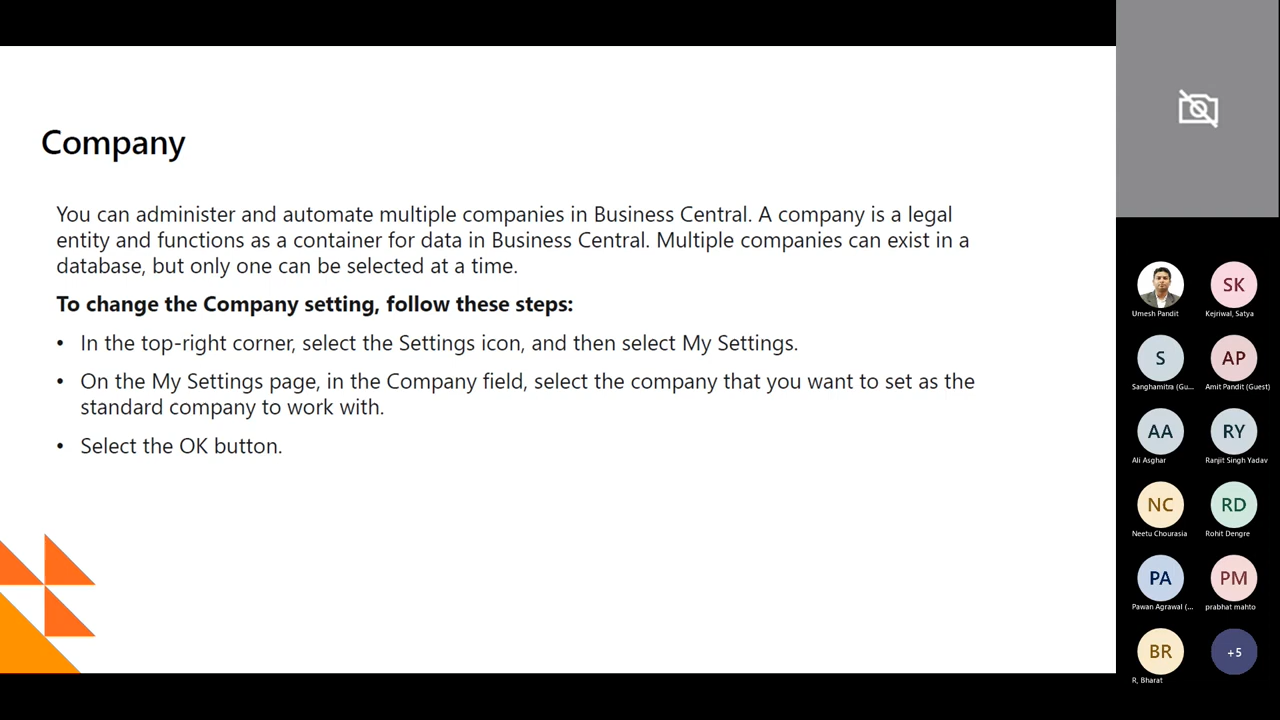 Company
You can administer and automate multiple companies in Business Central. A company is a legal
entity and functions as a container for data in Business Central. Multiple companies can exist in a
database, but only one can be selected at a time.
To change the Company setting, follow these steps:
• In the top-right corner, select the Settings icon, and then select My Settings.
• On the My Settings page, in the Company field, select the company that you want to set as the
standard company to work with.
• Select the OK button.
Umesh Pandit
SK
Kejriwal, Satya
S
Sanghamitra (Gu...
AP
Amit Pandit (Guest)
AA
Ali Asghar
RY
Ranjit Singh Yadav
NC
Neetu Chourasia
RD
Rohit Dengre
PA
Pawan Agrawal (...
PM
prabhat mahto
BR
R, Bharat
+5